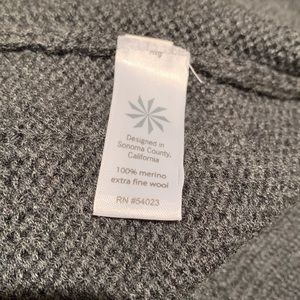 Designed in
Sonoma County,
California
100% merino
extra fine wool
RN #54023